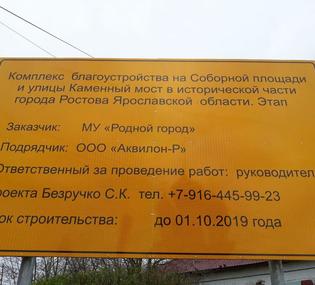 Комплекс благоустройства на Соборной площади
и улицы Каменный мост в исторической части
города Ростова Ярославской области. Этап
Заказчик: МУ «Родной город»
Подрядчик: ООО «Аквилон-Р»
Ответственный за проведение работ: руководител
роекта Безручко С.К. тел. +7-916-445-99-23
ок строительства: до 01.10.2019 года